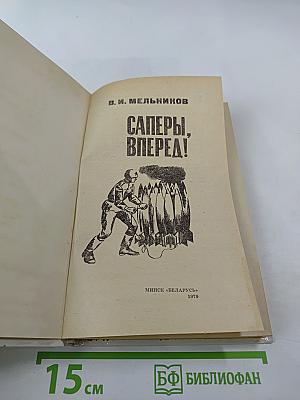 В. И. МЕЛЬНИКОВ
САПЕРЫ,
ВПЕРЕД!
МИНСК «БЕЛАРУСЬ»
1979
15 см
БФ БИБЛИОФАН